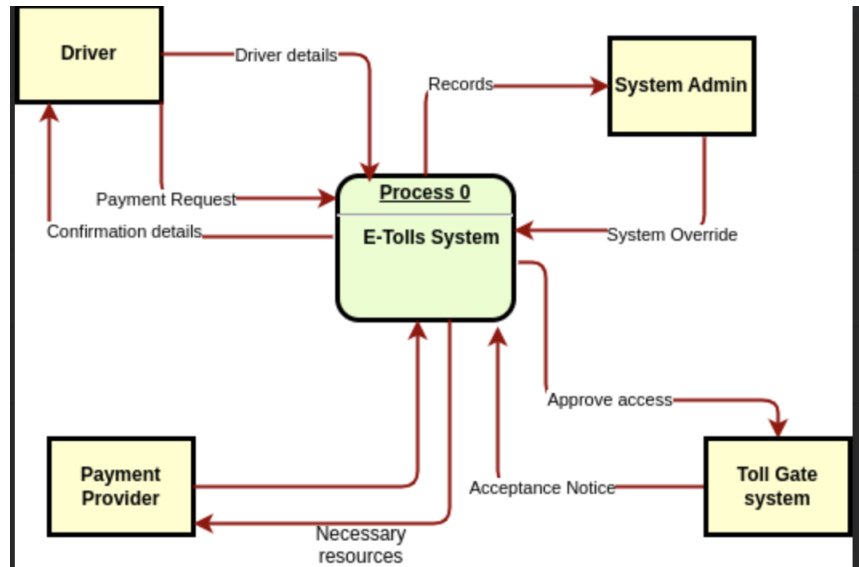 Driver
Driver details
System Admin
Records
Process 0
Payment Request
Confirmation details
E-Tolls System
System Override
Approve access
Payment
Provider
Toll Gate
system
Acceptance Notice
Necessary
resources